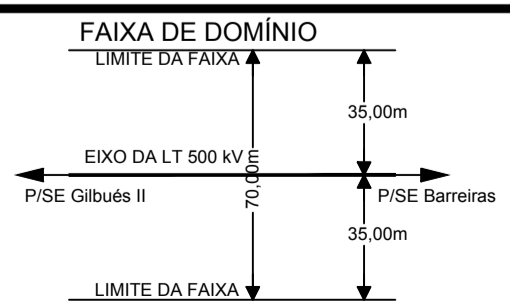 FAIXA DE DOMÍNIO
LIMITE DA FAIXA
35,00m
EIXO DA LT 500 kV
70,00m
P/SE Gilbués II
P/SE Barreiras
35,00m
LIMITE DA FAIXA